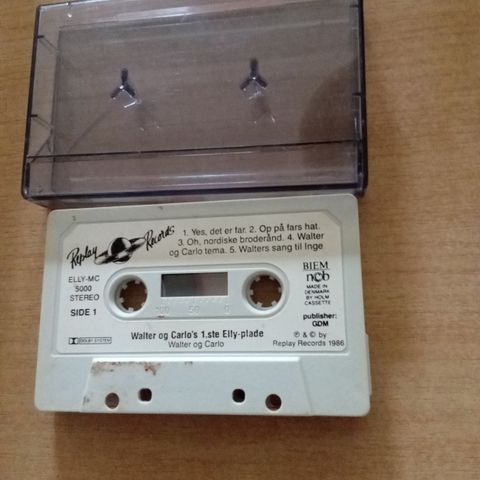 Replay Records
1. Yes, det er far. 2. Op på fars hat.
3. Oh, nordiske broderånd. 4. Walter
og Carlo tema. 5. Walters sang til Inge
ELLY-MC
5000
STEREO
SIDE 1
BIEM
ncb
MADE IN
DENMARK
BY HOLM
CASSETTE
publisher:
GDM
100 50 0
DOLBY SYSTEM
Walter og Carlo's 1.ste Elly-plade
Walter og Carlo
℗ & © by
Replay Records 1986